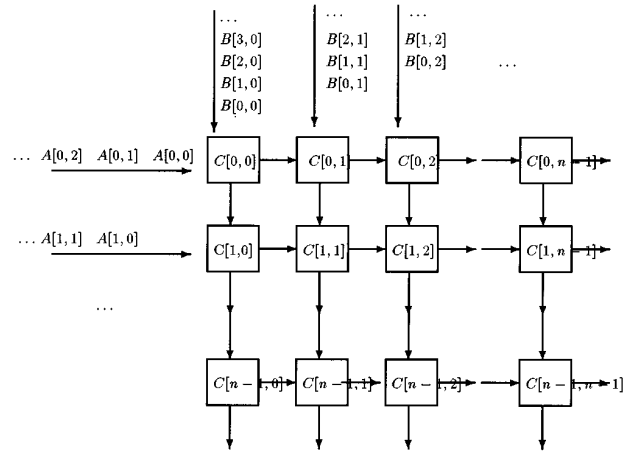 ...
B[3,0]
B[2,0]
B[1,0]
B[0,0]
...
B[2,1]
B[1,1]
B[0,1]
...
B[1,2]
B[0,2]
...
... A[0,2] A[0,1] A[0,0]
C[0,0] C[0,1] C[0,2] C[0,n-1]
... A[1,1] A[1,0]
C[1,0] C[1,1] C[1,2] C[1,n-1]
...
C[n-1,0] C[n-1,1] C[n-1,2] C[n-1,n-1]